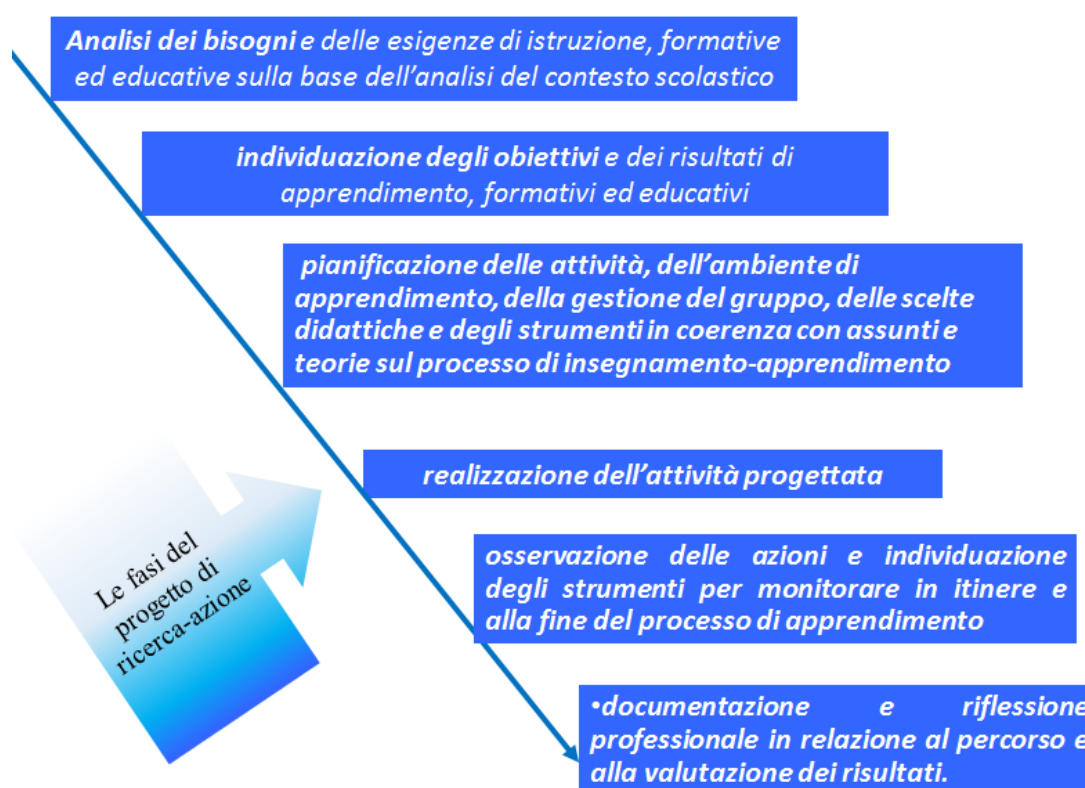 Analisi dei bisogni e delle esigenze di istruzione, formative
ed educative sulla base dell’analisi del contesto scolastico
individuazione degli obiettivi e dei risultati di
apprendimento, formativi ed educativi
pianificazione delle attività, dell’ambiente di
apprendimento, della gestione del gruppo, delle scelte
didattiche e degli strumenti in coerenza con assunti e
teorie sul processo di insegnamento-apprendimento
realizzazione dell’attività progettata
osservazione delle azioni e individuazione
degli strumenti per monitorare in itinere e
alla fine del processo di apprendimento
•documentazione e riflessione
professionale in relazione al percorso e
alla valutazione dei risultati.
Le fasi del
progetto di
ricerca-azione